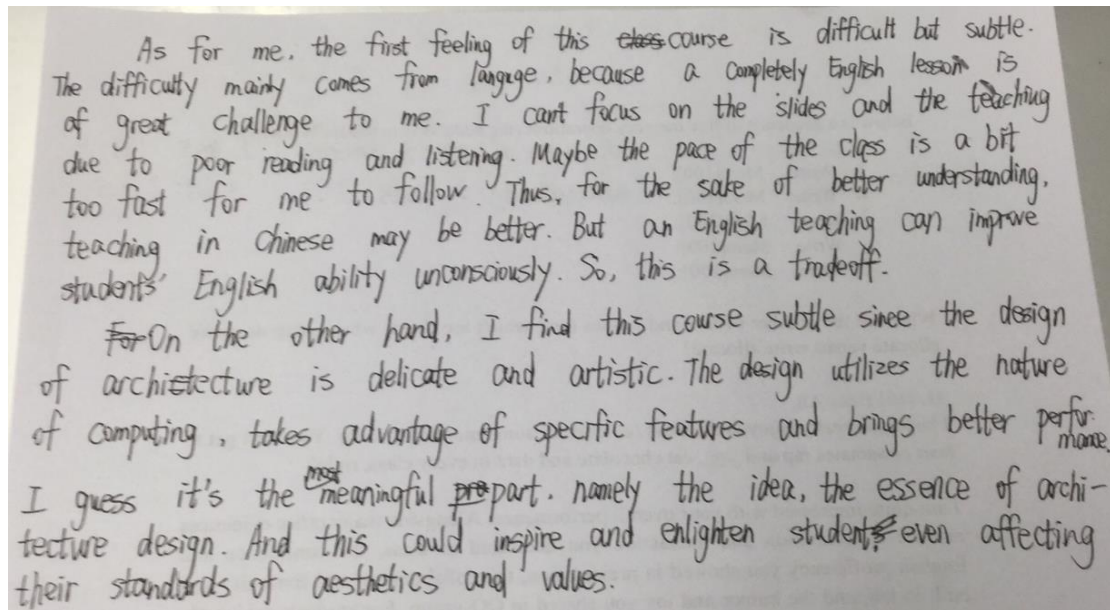 As for me, the first feeling of this course is difficult but subtle.
The difficulty mainly comes from langage, because a completely English lesson is
of great challenge to me. I can't focus on the slides and the teaching
due to poor reading and listening. Maybe the pace of the class is a bit
too fast for me to follow. Thus, for the sake of better understanding,
teaching in Chinese may be better. But an English teaching can improve
students' English ability unconsciously. So, this is a tradeoff.
On the other hand, I find this course subtle since the design
of architecture is delicate and artistic. The design utilizes the nature
of computing, takes advantage of specific features and brings better perfor-
mance.
I guess it's the most meaningful part, namely the idea, the essence of archi-
tecture design. And this could inspire and enlighten student, even affecting
their standards of aesthetics and values.